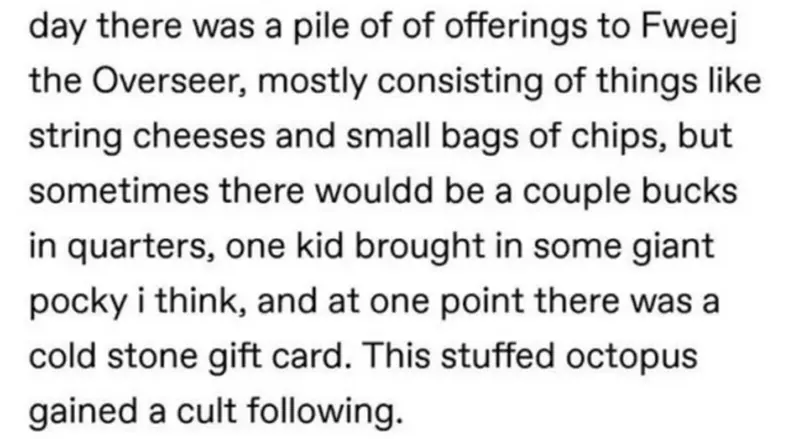 day there was a pile of of offerings to Fweej
the Overseer, mostly consisting of things like
string cheeses and small bags of chips, but
sometimes there wouldd be a couple bucks
in quarters, one kid brought in some giant
pocky i think, and at one point there was a
cold stone gift card. This stuffed octopus
gained a cult following.